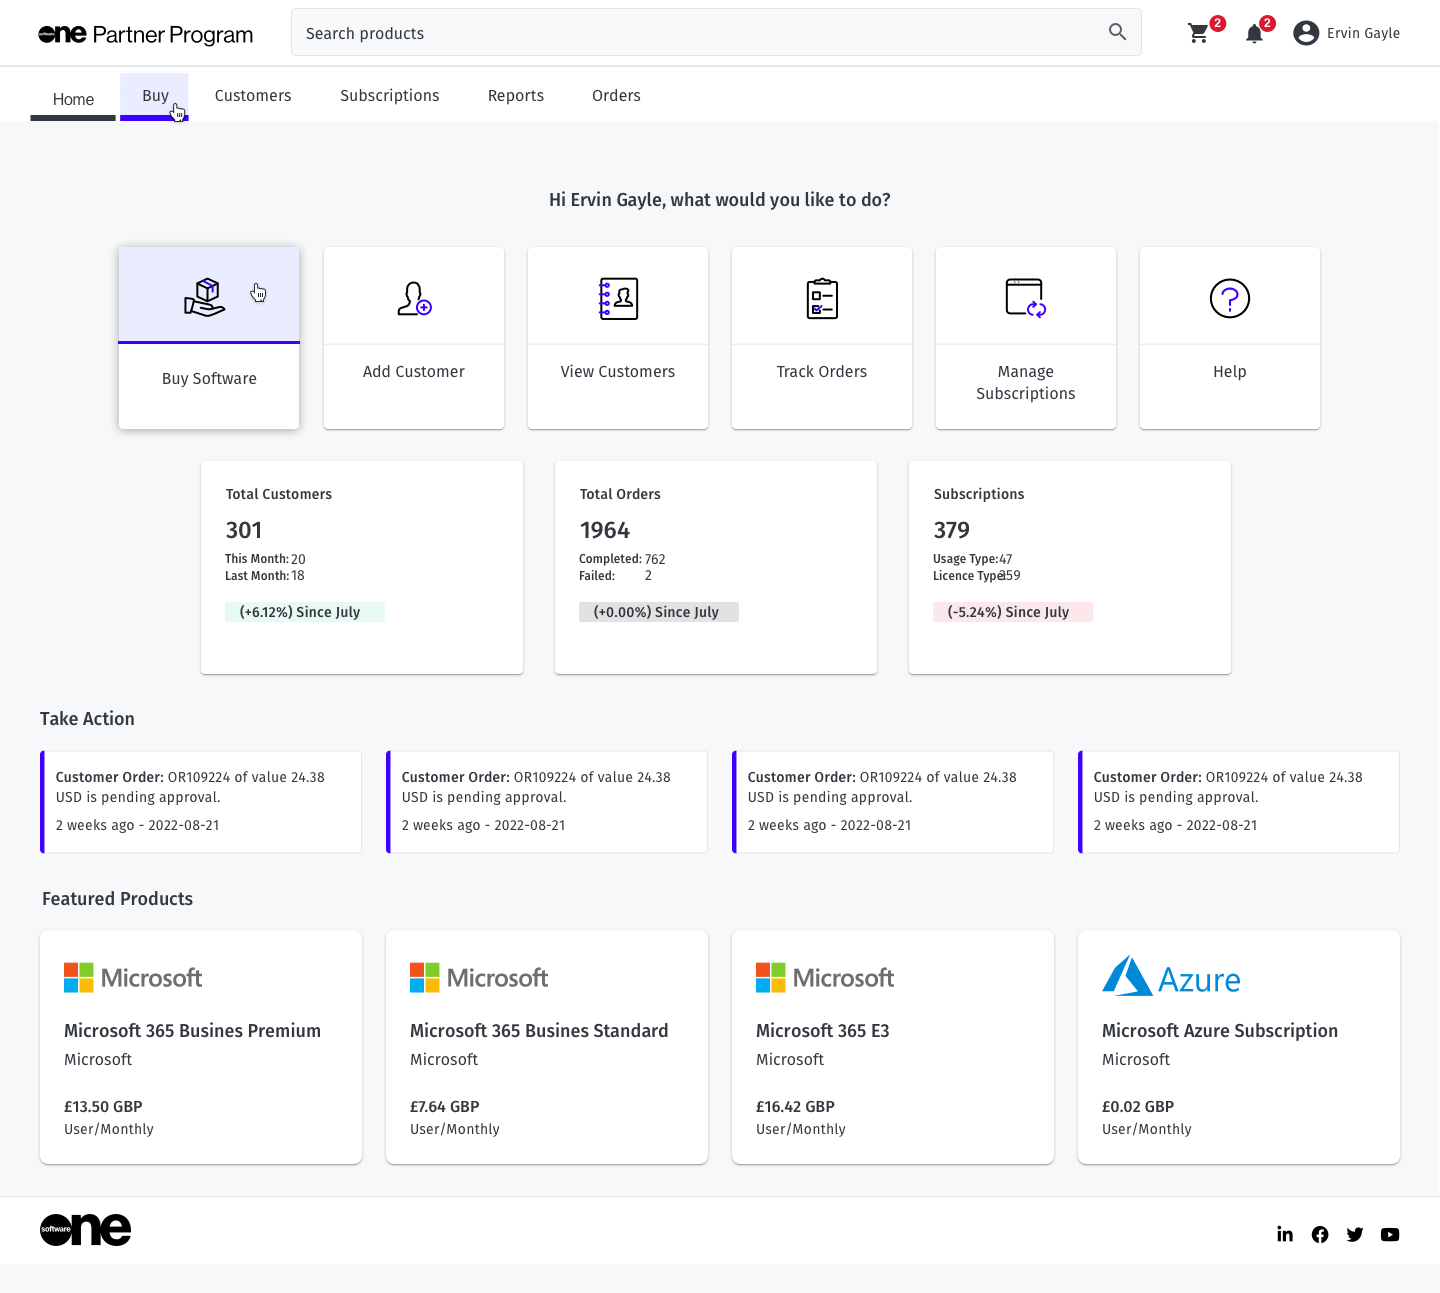 software one Partner Program
Search products
2
2
Ervin Gayle
Home
Buy
Customers
Subscriptions
Reports
Orders
Hi Ervin Gayle, what would you like to do?
Buy Software
Add Customer
View Customers
Track Orders
Manage
Subscriptions
Help
Total Customers
301
This Month: 20
Last Month: 18
(+6.12%) Since July
Total Orders
1964
Completed: 762
Failed: 2
(+0.00%) Since July
Subscriptions
379
Usage Type: 47
Licence Type: 259
(-5.24%) Since July
Take Action
Customer Order: OR109224 of value 24.38
USD is pending approval.
2 weeks ago - 2022-08-21
Customer Order: OR109224 of value 24.38
USD is pending approval.
2 weeks ago - 2022-08-21
Customer Order: OR109224 of value 24.38
USD is pending approval.
2 weeks ago - 2022-08-21
Customer Order: OR109224 of value 24.38
USD is pending approval.
2 weeks ago - 2022-08-21
Featured Products
Microsoft
Microsoft 365 Busines Premium
Microsoft
£13.50 GBP
User/Monthly
Microsoft
Microsoft 365 Busines Standard
Microsoft
£7.64 GBP
User/Monthly
Microsoft
Microsoft 365 E3
Microsoft
£16.42 GBP
User/Monthly
Azure
Microsoft Azure Subscription
Microsoft
£0.02 GBP
User/Monthly
software one